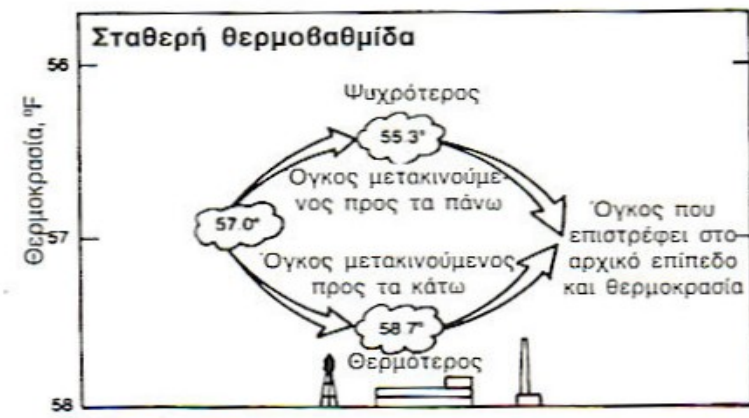 Σταθερή θερμοβαθμίδα
56
Θερμοκρασία, ºF
Ψυχρότερος
55.3°
Όγκος μετακινούμε-
νος προς τα πάνω
57.0°
57
Όγκος που
επιστρέφει στο
αρχικό επίπεδο
και θερμοκρασία
Όγκος μετακινούμενος
προς τα κάτω
58 7°
Θερμότερος
58